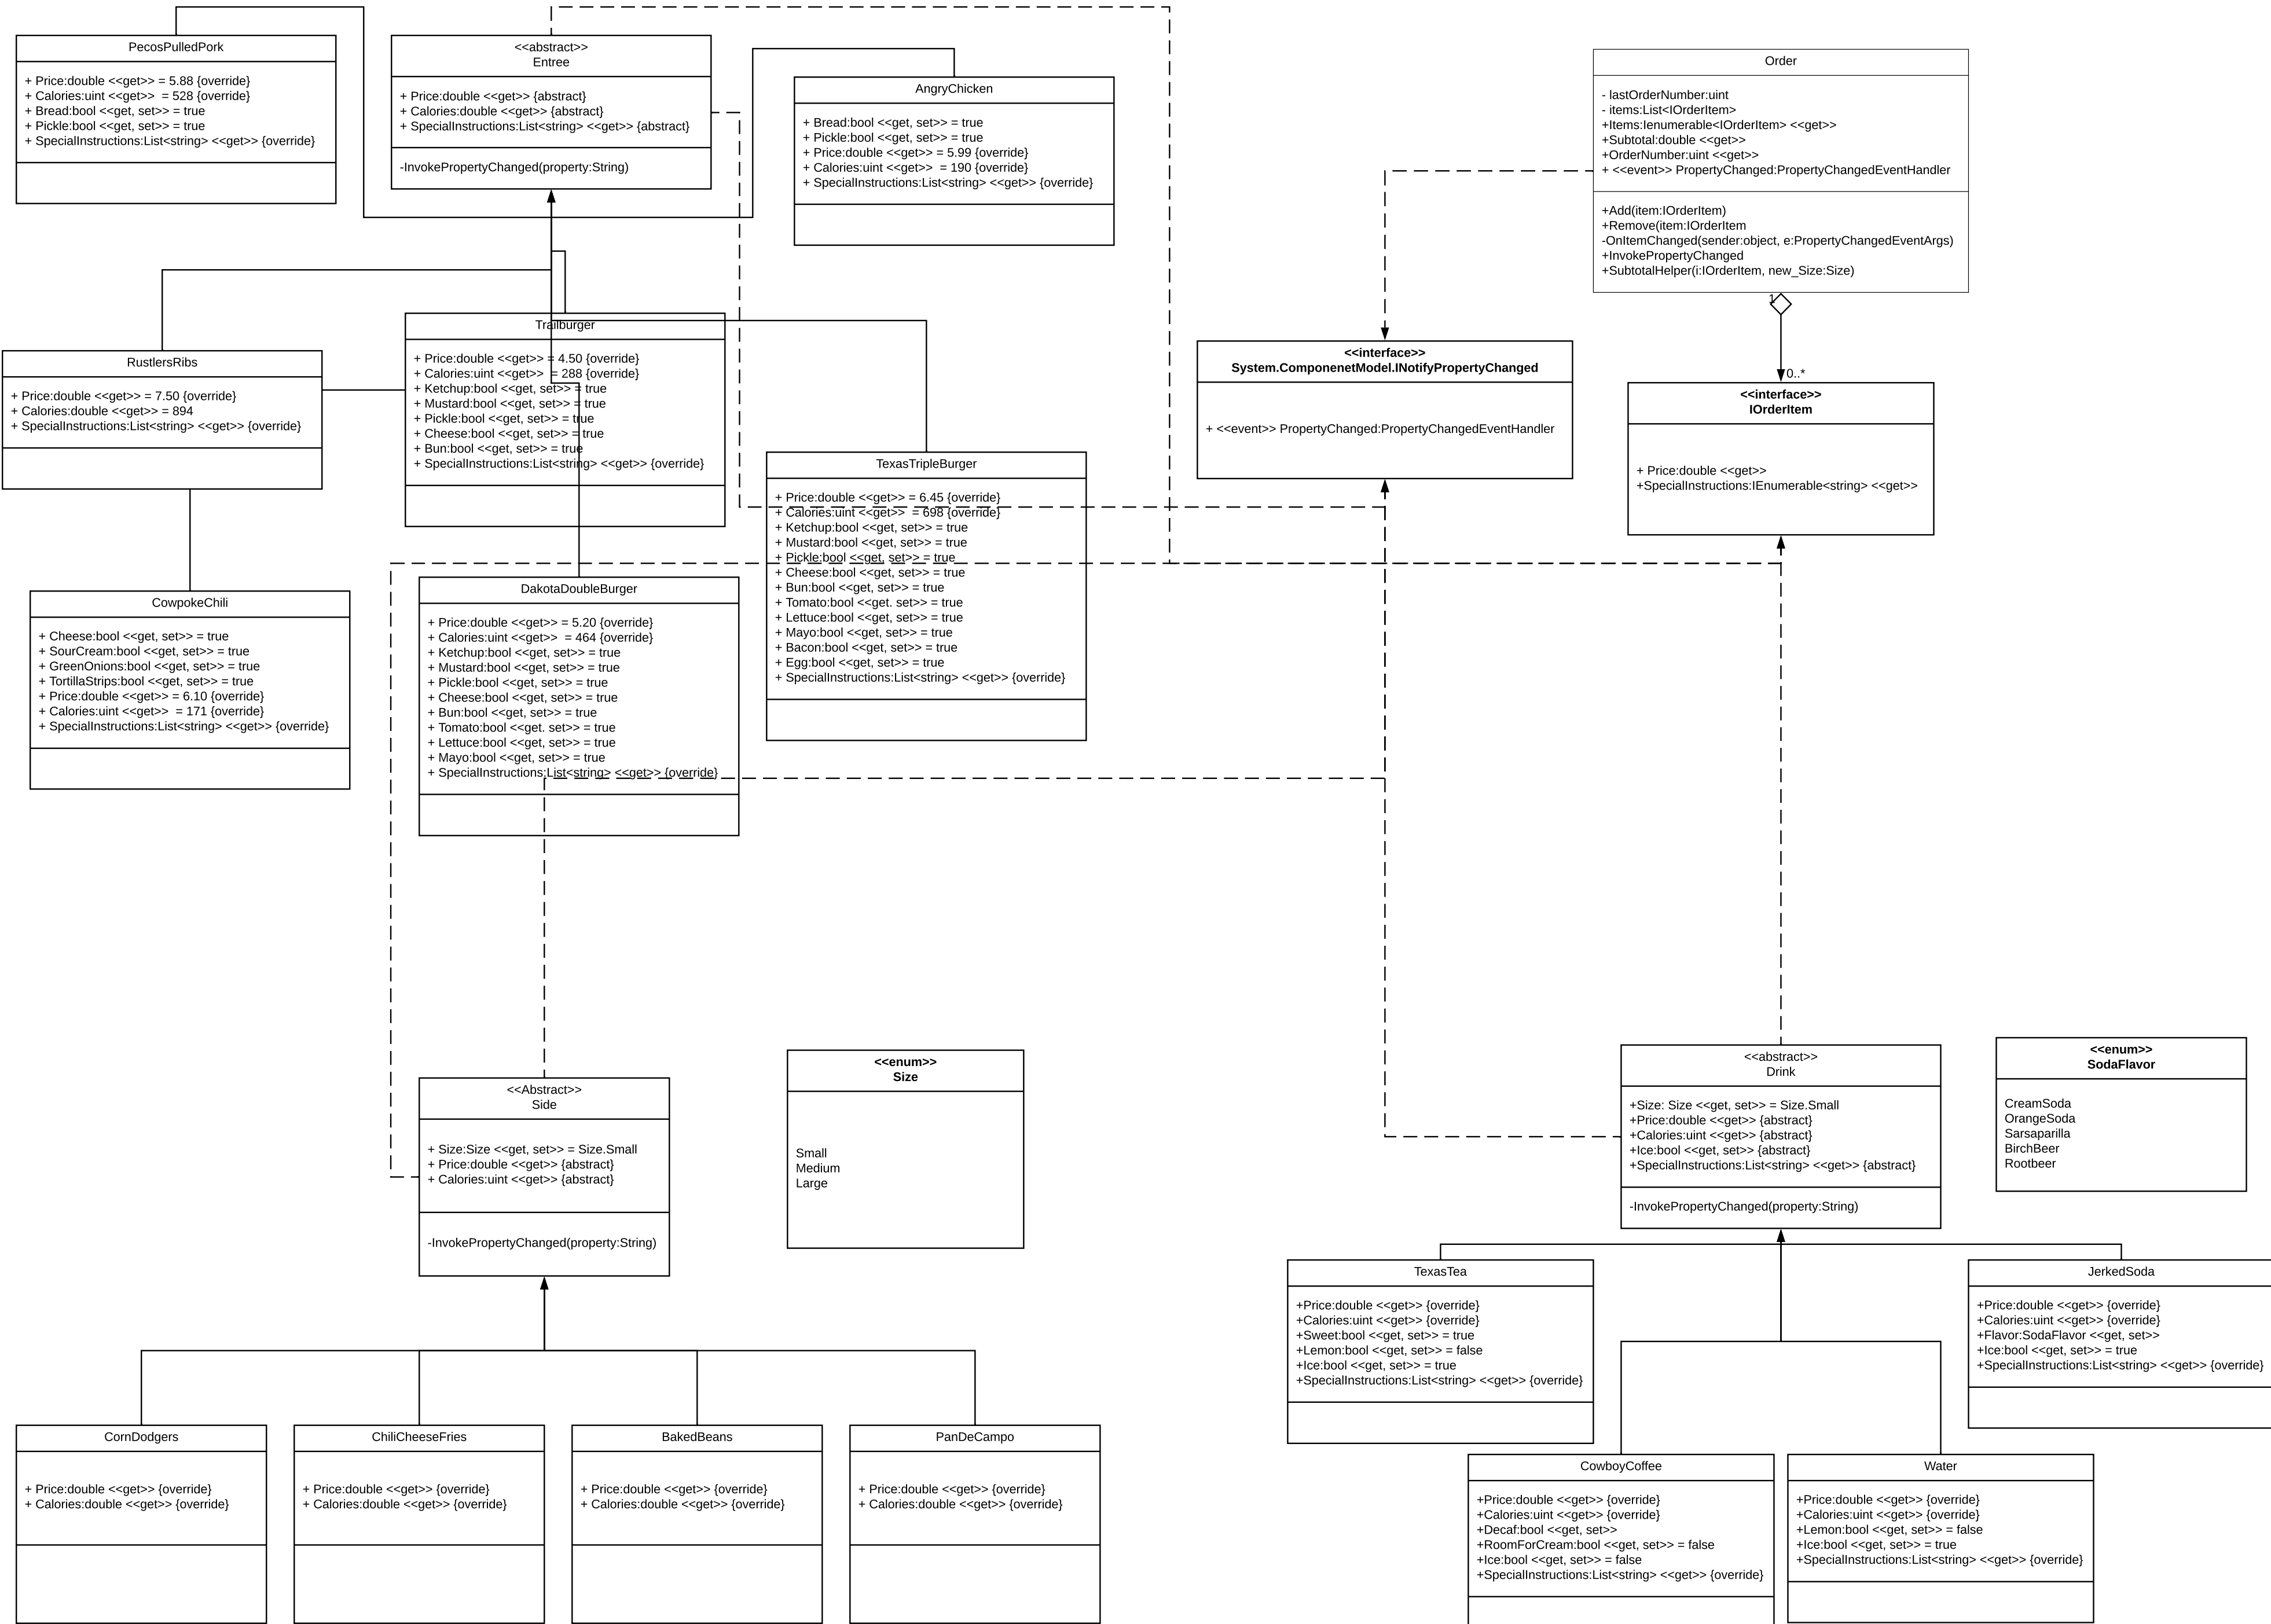 PecosPulledPork
+ Price:double <<get>> = 5.88 {override}
+ Calories:uint <<get>>  = 528 {override}
+ Bread:bool <<get, set>> = true
+ Pickle:bool <<get, set>> = true
+ SpecialInstructions:List<string> <<get>> {override}
<<abstract>>
Entree
+ Price:double <<get>> {abstract}
+ Calories:double <<get>> {abstract}
+ SpecialInstructions:List<string> <<get>> {abstract}
-InvokePropertyChanged(property:String)
AngryChicken
+ Bread:bool <<get, set>> = true
+ Pickle:bool <<get, set>> = true
+ Price:double <<get>> = 5.99 {override}
+ Calories:uint <<get>>  = 190 {override}
+ SpecialInstructions:List<string> <<get>> {override}
Order
- lastOrderNumber:uint
- items:List<IOrderItem>
+Items:Ienumerable<IOrderItem> <<get>>
+Subtotal:double <<get>>
+OrderNumber:uint <<get>>
+ <<event>> PropertyChanged:PropertyChangedEventHandler
+Add(item:IOrderItem)
+Remove(item:IOrderItem
-OnItemChanged(sender:object, e:PropertyChangedEventArgs)
+InvokePropertyChanged
+SubtotalHelper(i:IOrderItem, new_Size:Size)
1
0..*
RustlersRibs
+ Price:double <<get>> = 7.50 {override}
+ Calories:double <<get>> = 894
+ SpecialInstructions:List<string> <<get>> {override}
Trailburger
+ Price:double <<get>> = 4.50 {override}
+ Calories:uint <<get>>  = 288 {override}
+ Ketchup:bool <<get, set>> = true
+ Mustard:bool <<get, set>> = true
+ Pickle:bool <<get, set>> = true
+ Cheese:bool <<get, set>> = true
+ Bun:bool <<get, set>> = true
+ SpecialInstructions:List<string> <<get>> {override}
TexasTripleBurger
+ Price:double <<get>> = 6.45 {override}
+ Calories:uint <<get>>  = 698 {override}
+ Ketchup:bool <<get, set>> = true
+ Mustard:bool <<get, set>> = true
+ Pickle:bool <<get, set>> = true
+ Cheese:bool <<get, set>> = true
+ Bun:bool <<get, set>> = true
+ Tomato:bool <<get. set>> = true
+ Lettuce:bool <<get, set>> = true
+ Mayo:bool <<get, set>> = true
+ Bacon:bool <<get, set>> = true
+ Egg:bool <<get, set>> = true
+ SpecialInstructions:List<string> <<get>> {override}
<<interface>>
System.ComponenetModel.INotifyPropertyChanged
+ <<event>> PropertyChanged:PropertyChangedEventHandler
<<interface>>
IOrderItem
+ Price:double <<get>>
+SpecialInstructions:IEnumerable<string> <<get>>
CowpokeChili
+ Cheese:bool <<get, set>> = true
+ SourCream:bool <<get, set>> = true
+ GreenOnions:bool <<get, set>> = true
+ TortillaStrips:bool <<get, set>> = true
+ Price:double <<get>> = 6.10 {override}
+ Calories:uint <<get>>  = 171 {override}
+ SpecialInstructions:List<string> <<get>> {override}
DakotaDoubleBurger
+ Price:double <<get>> = 5.20 {override}
+ Calories:uint <<get>>  = 464 {override}
+ Ketchup:bool <<get, set>> = true
+ Mustard:bool <<get, set>> = true
+ Pickle:bool <<get, set>> = true
+ Cheese:bool <<get, set>> = true
+ Bun:bool <<get, set>> = true
+ Tomato:bool <<get. set>> = true
+ Lettuce:bool <<get, set>> = true
+ Mayo:bool <<get, set>> = true
+ SpecialInstructions:List<string> <<get>> {override}
<<Abstract>>
Side
+ Size:Size <<get, set>> = Size.Small
+ Price:double <<get>> {abstract}
+ Calories:uint <<get>> {abstract}
-InvokePropertyChanged(property:String)
<<enum>>
Size
Small
Medium
Large
<<abstract>>
Drink
+Size: Size <<get, set>> = Size.Small
+Price:double <<get>> {abstract}
+Calories:uint <<get>> {abstract}
+Ice:bool <<get, set>> {abstract}
+SpecialInstructions:List<string> <<get>> {abstract}
-InvokePropertyChanged(property:String)
<<enum>>
SodaFlavor
CreamSoda
OrangeSoda
Sarsaparilla
BirchBeer
Rootbeer
TexasTea
+Price:double <<get>> {override}
+Calories:uint <<get>> {override}
+Sweet:bool <<get, set>> = true
+Lemon:bool <<get, set>> = false
+Ice:bool <<get, set>> = true
+SpecialInstructions:List<string> <<get>> {override}
JerkedSoda
+Price:double <<get>> {override}
+Calories:uint <<get>> {override}
+Flavor:SodaFlavor <<get, set>>
+Ice:bool <<get, set>> = true
+SpecialInstructions:List<string> <<get>> {override}
CornDodgers
+ Price:double <<get>> {override}
+ Calories:double <<get>> {override}
ChiliCheeseFries
+ Price:double <<get>> {override}
+ Calories:double <<get>> {override}
BakedBeans
+ Price:double <<get>> {override}
+ Calories:double <<get>> {override}
PanDeCampo
+ Price:double <<get>> {override}
+ Calories:double <<get>> {override}
CowboyCoffee
+Price:double <<get>> {override}
+Calories:uint <<get>> {override}
+Decaf:bool <<get, set>>
+RoomForCream:bool <<get, set>> = false
+Ice:bool <<get, set>> = false
+SpecialInstructions:List<string> <<get>> {override}
Water
+Price:double <<get>> {override}
+Calories:uint <<get>> {override}
+Lemon:bool <<get, set>> = false
+Ice:bool <<get, set>> = true
+SpecialInstructions:List<string> <<get>> {override}